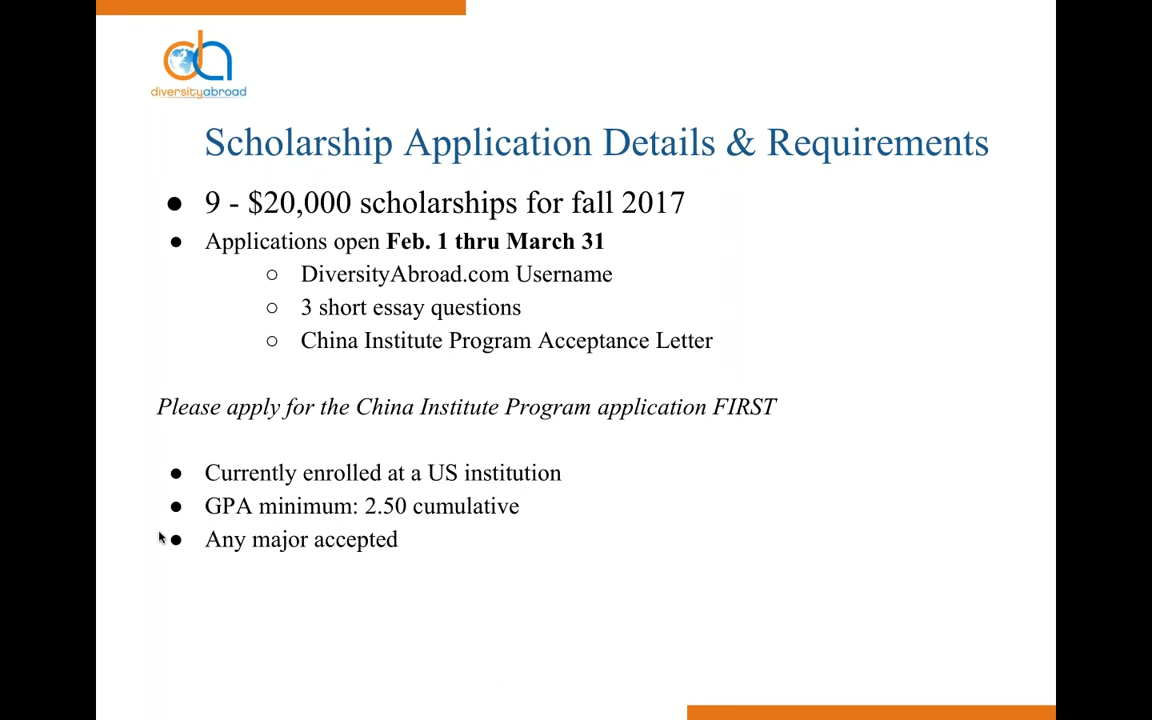 diversityabroad
Scholarship Application Details & Requirements
● 9 - $20,000 scholarships for fall 2017
● Applications open Feb. 1 thru March 31
○ DiversityAbroad.com Username
○ 3 short essay questions
○ China Institute Program Acceptance Letter
Please apply for the China Institute Program application FIRST
● Currently enrolled at a US institution
● GPA minimum: 2.50 cumulative
● Any major accepted